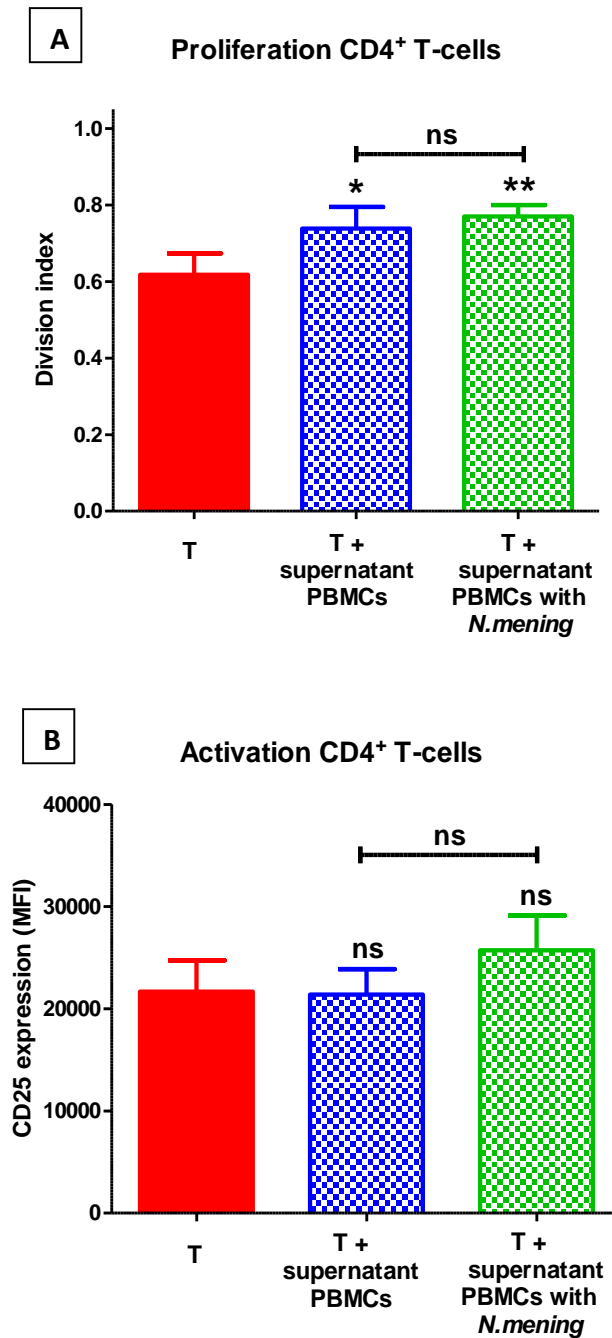 A
Proliferation CD4⁺ T-cells
ns
*
**
1.0
0.8
0.6
0.4
0.2
0.0
Division index
T
T +
supernatant
PBMCs
T +
supernatant
PBMCs with
N.mening
B
Activation CD4⁺ T-cells
ns
ns
ns
40000
30000
20000
10000
0
CD25 expression (MFI)
T
T +
supernatant
PBMCs
T +
supernatant
PBMCs with
N.mening